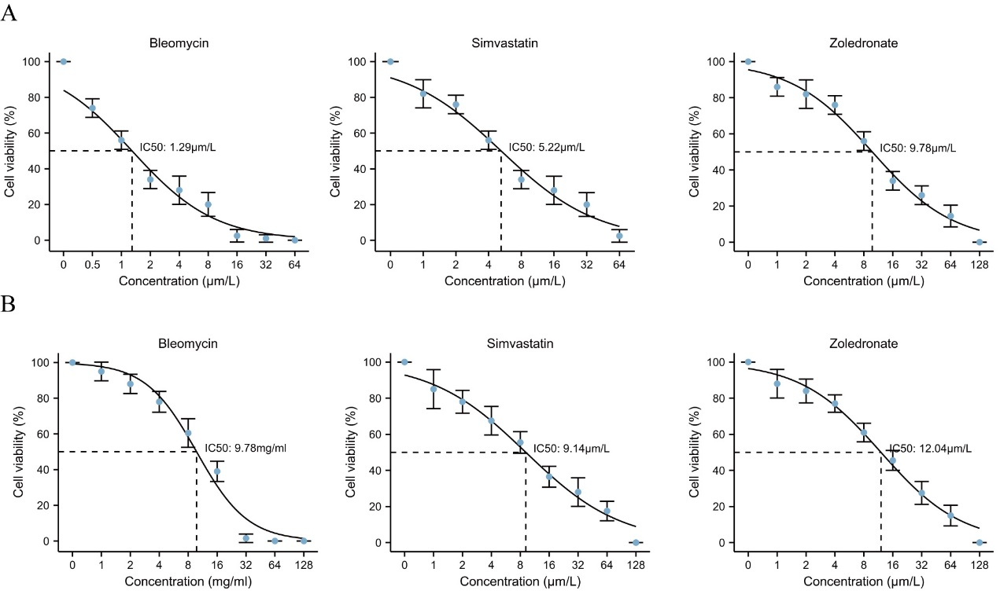 A
Bleomycin
Cell viability (%)
100
80
60
40
20
0
IC50: 1.29µm/L
0 0.5 1 2 4 8 16 32 64
Concentration (µm/L)
Simvastatin
Cell viability (%)
100
80
60
40
20
0
IC50: 5.22µm/L
0 1 2 4 8 16 32 64
Concentration (µm/L)
Zoledronate
Cell viability (%)
100
80
60
40
20
0
IC50: 9.78µm/L
0 1 2 4 8 16 32 64 128
Concentration (µm/L)
B
Bleomycin
Cell viability (%)
100
80
60
40
20
0
IC50: 9.78mg/ml
0 1 2 4 8 16 32 64 128
Concentration (mg/ml)
Simvastatin
Cell viability (%)
100
80
60
40
20
0
IC50: 9.14µm/L
0 1 2 4 8 16 32 64 128
Concentration (µm/L)
Zoledronate
Cell viability (%)
100
80
60
40
20
0
IC50: 12.04µm/L
0 1 2 4 8 16 32 64 128
Concentration (µm/L)